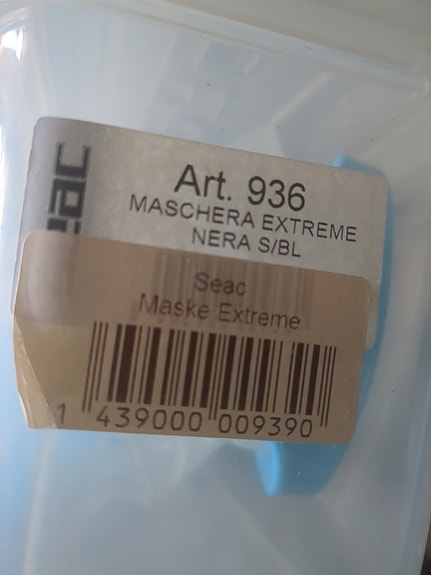 Art. 936
MASCHERA EXTREME
NERA S/BL
Seac
Maske Extreme
1 439000 009390